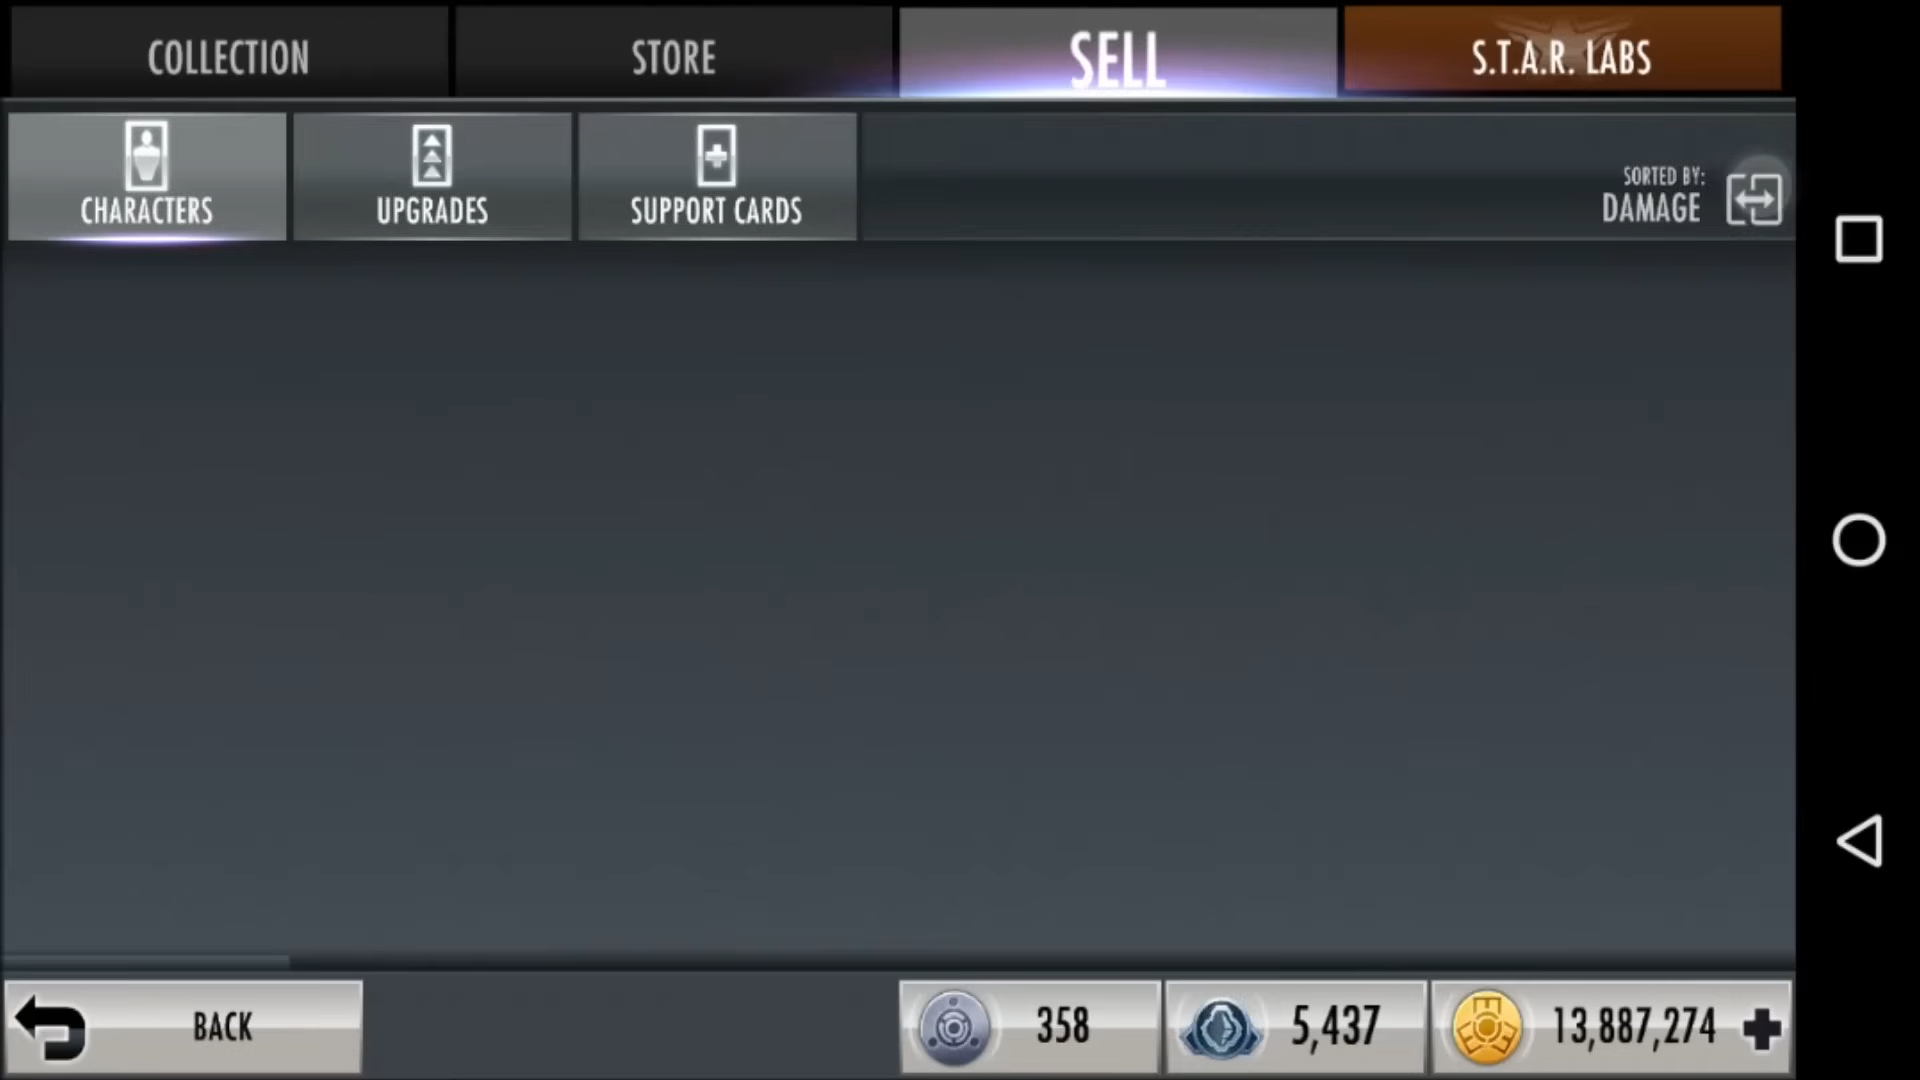 COLLECTION
STORE
SELL
S.T.A.R. LABS
CHARACTERS
UPGRADES
SUPPORT CARDS
SORTED BY:
DAMAGE
BACK
358
5,437
13,887,274